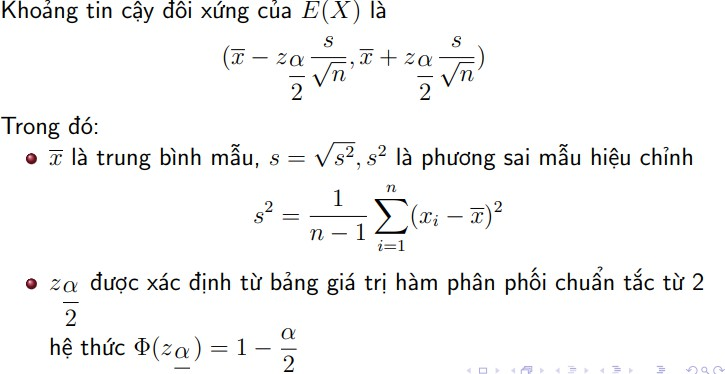 Khoảng tin cậy đối xứng của E(X) là
(x̄ − z_{α/2} s/√n, x̄ + z_{α/2} s/√n)
Trong đó:
x̄ là trung bình mẫu, s = √s², s² là phương sai mẫu hiệu chỉnh
s² = 1/(n − 1) ∑_{i=1}^{n} (x_i − x̄)²
z_{α/2} được xác định từ bảng giá trị hàm phân phối chuẩn tắc từ 2
hệ thức Φ(z_α) = 1 − α/2